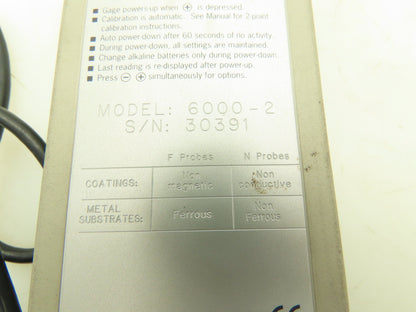 ■ Gage powers-up when ⊕ is depressed.
■ Calibration is automatic. See Manual for 2-point
calibration instructions.
■ Auto power-down after 60 seconds of no activity.
■ During power-down, all settings are maintained.
■ Change alkaline batteries only during power-down.
■ Last reading is re-displayed after power-up.
■ Press ⊖ ⊕ simultaneously for options.
MODEL: 6000-2
S/N: 30391
F Probes N Probes
COATINGS: Non magnetic Non conductive
METAL SUBSTRATES: Ferrous Non Ferrous
CE